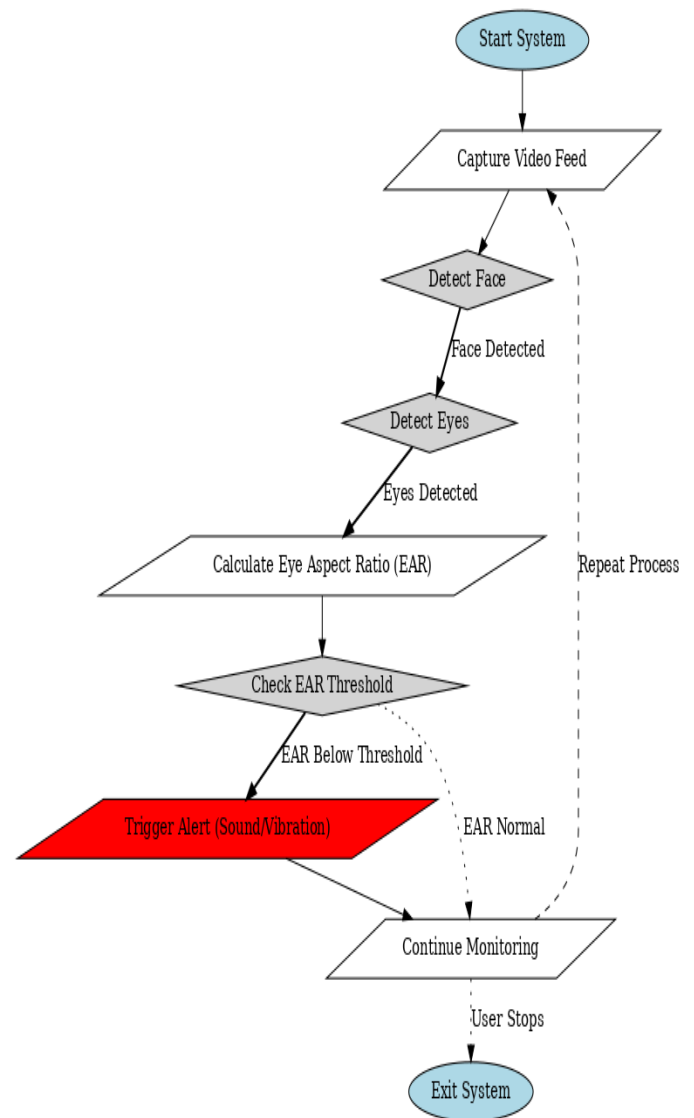 Start System
Capture Video Feed
Detect Face
Face Detected
Detect Eyes
Eyes Detected
Calculate Eye Aspect Ratio (EAR)
Repeat Process
Check EAR Threshold
EAR Below Threshold
Trigger Alert (Sound/Vibration)
EAR Normal
Continue Monitoring
User Stops
Exit System